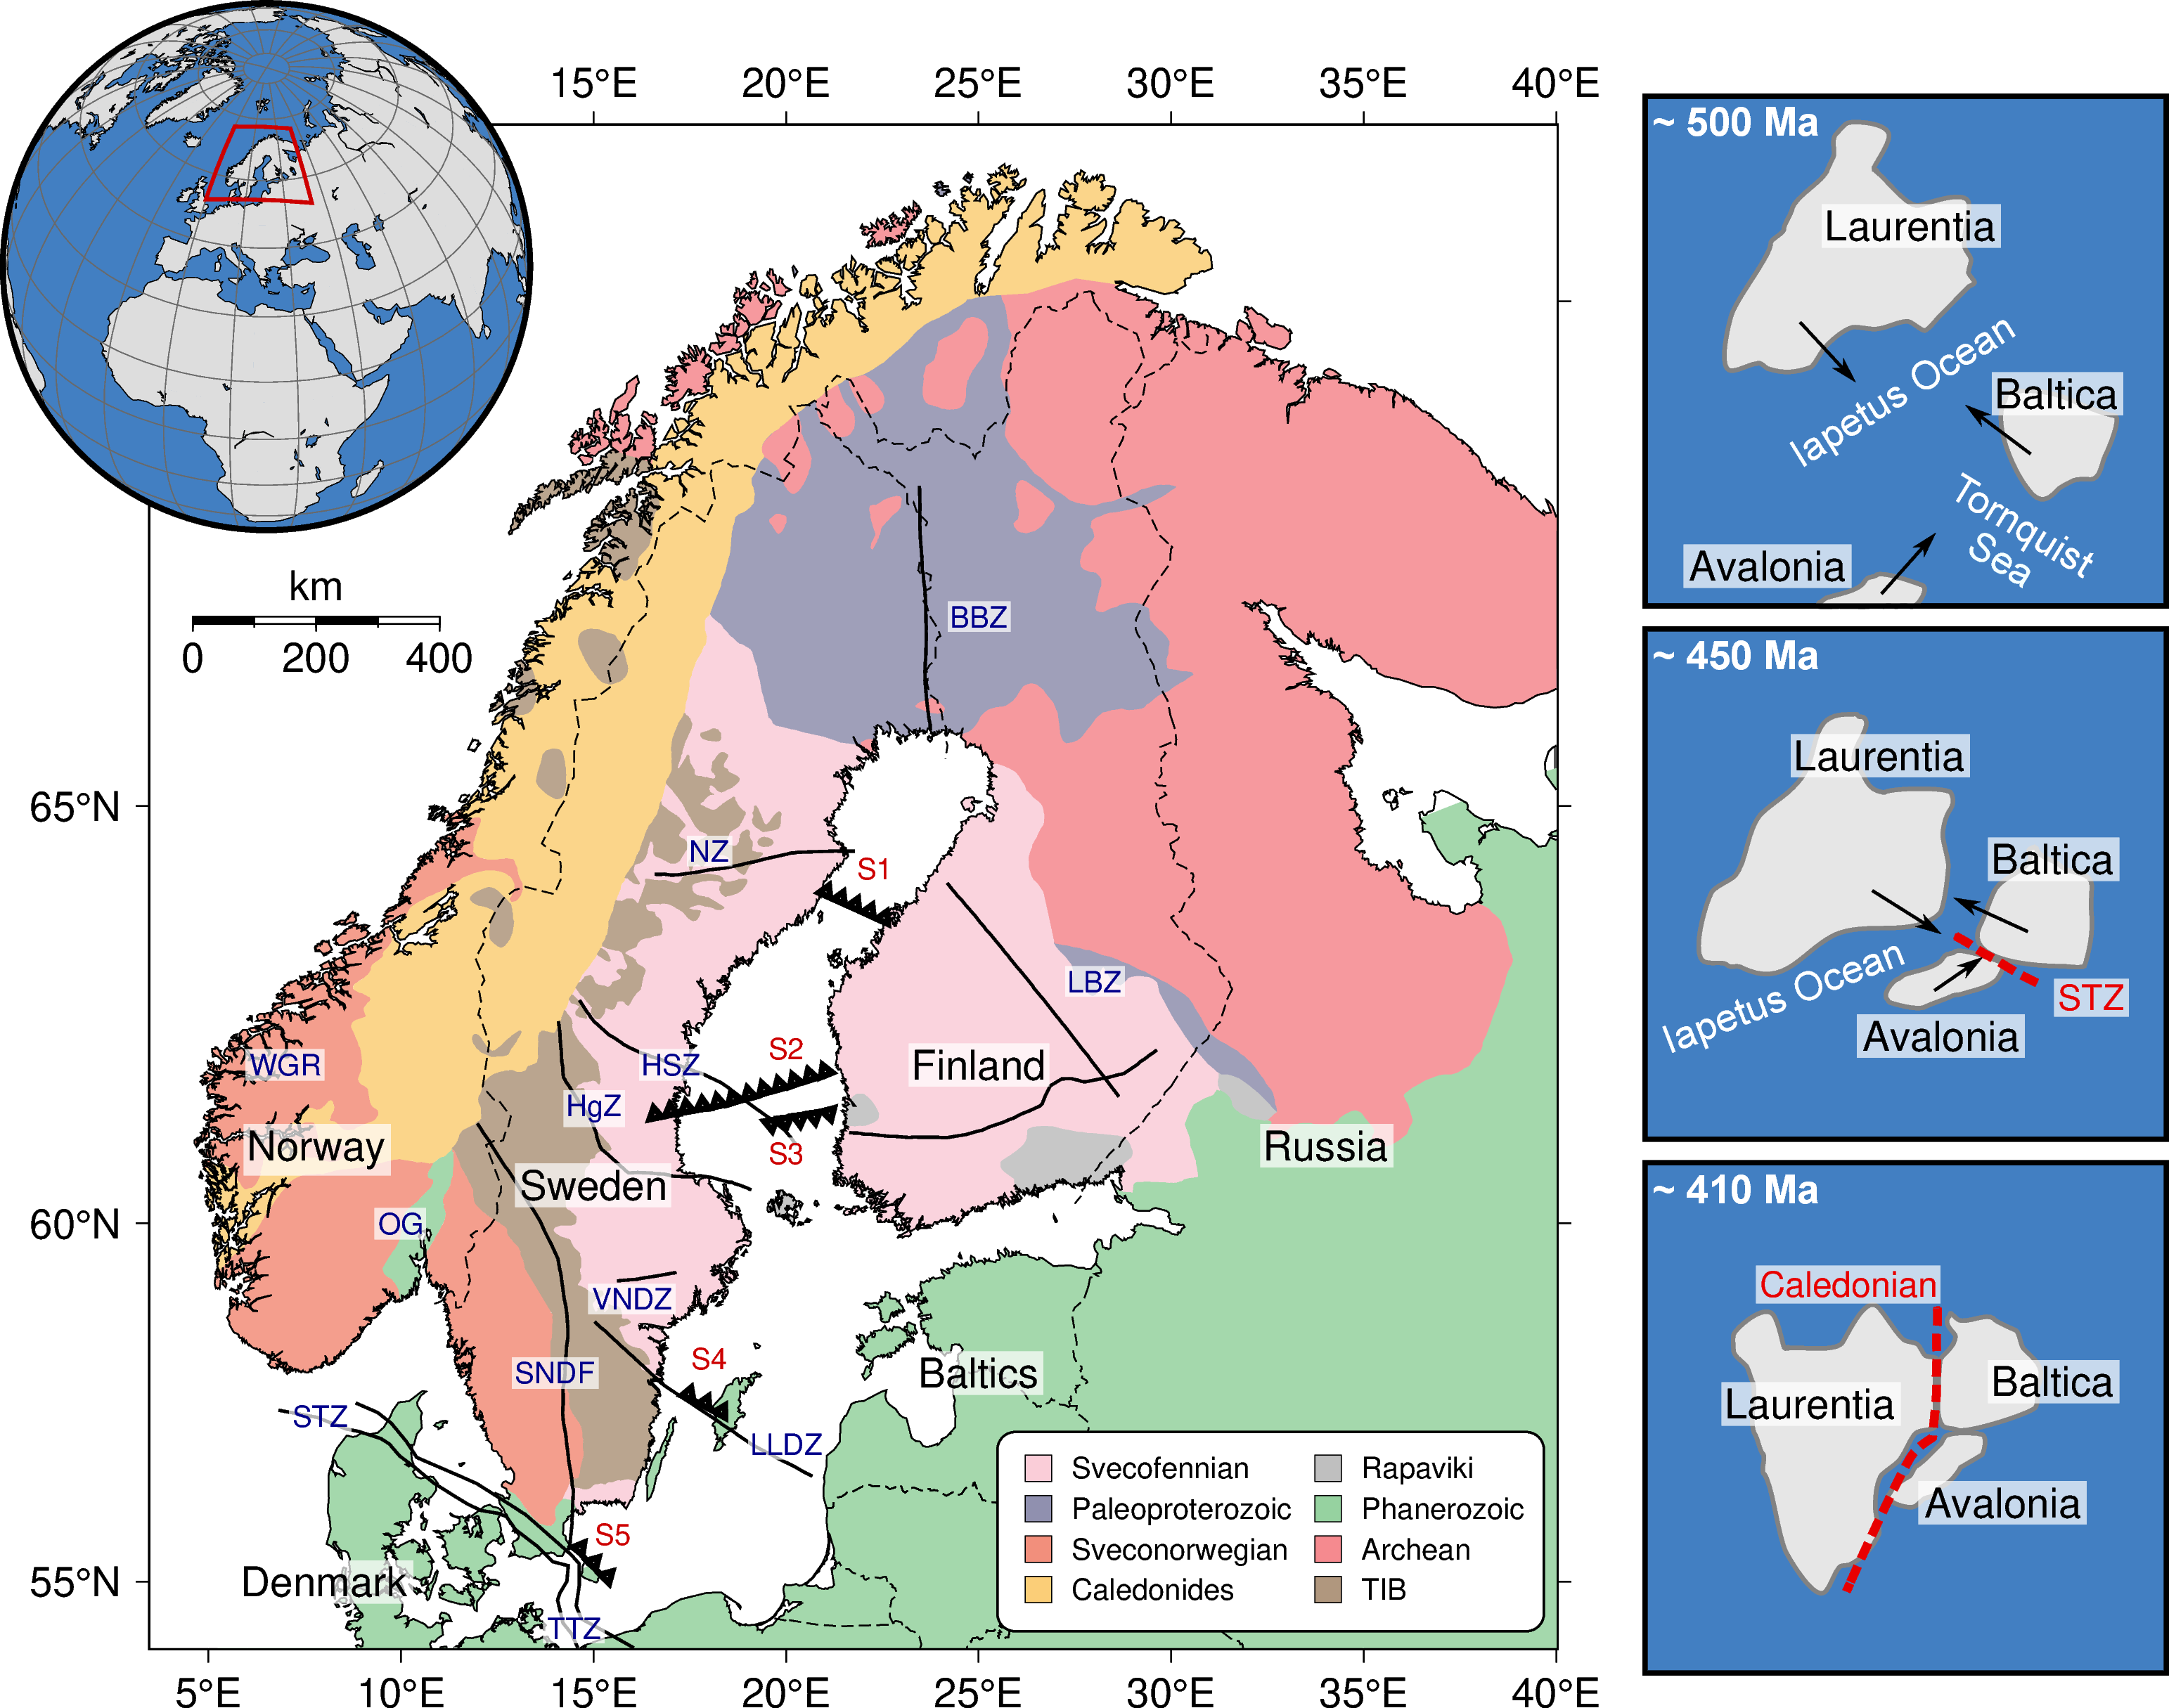 15°E 20°E 25°E 30°E 35°E 40°E
km
0 200 400
65°N
60°N
55°N
5°E 10°E 15°E 20°E 25°E 30°E 35°E 40°E
BBZ
NZ
S1
LBZ
S2
HSZ
Finland
WGR
HgZ
Norway
S3
Russia
Sweden
OG
VNDZ
S4
SNDF
Baltics
STZ
LLDZ
S5
Denmark
TTZ
Svecofennian
Paleoproterozoic
Sveconorwegian
Caledonides
Rapaviki
Phanerozoic
Archean
TIB
~ 500 Ma
Laurentia
Iapetus Ocean
Baltica
Tornquist
Sea
Avalonia
~ 450 Ma
Laurentia
Baltica
Iapetus Ocean
STZ
Avalonia
~ 410 Ma
Caledonian
Baltica
Laurentia
Avalonia